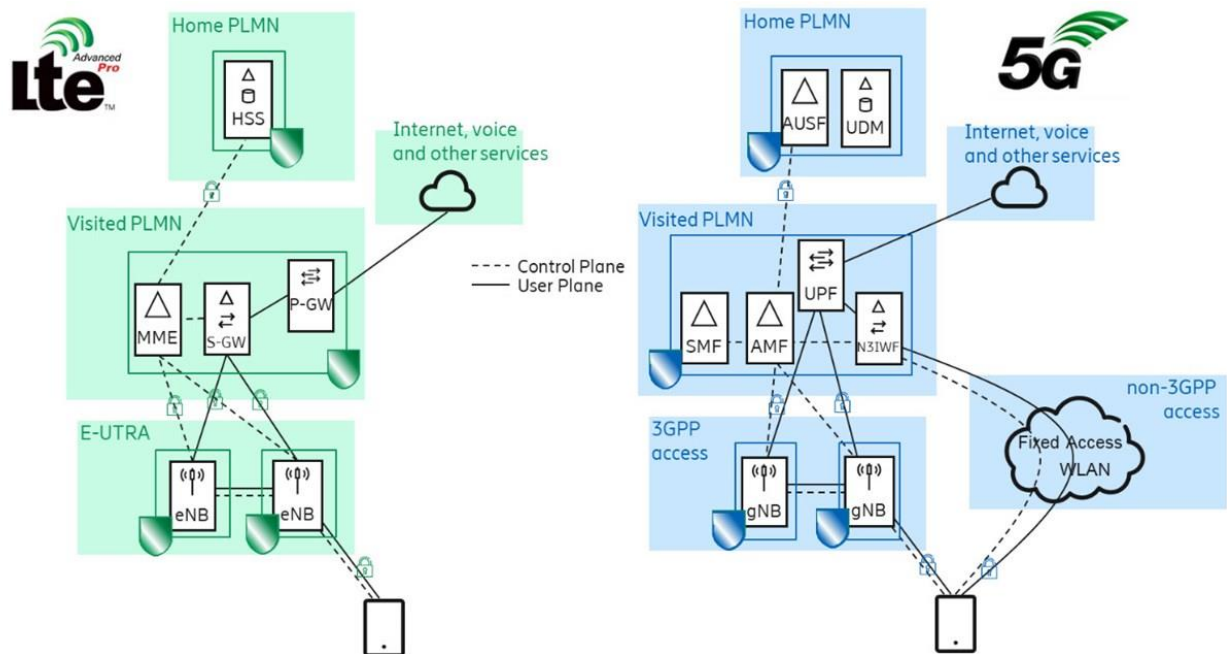 Lte
Advanced
Pro
TM
Home PLMN
HSS
Internet, voice
and other services
Visited PLMN
MME
S-GW
P-GW
E-UTRA
eNB
eNB
Control Plane
User Plane
5G
Home PLMN
AUSF
UDM
Internet, voice
and other services
Visited PLMN
UPF
SMF
AMF
N3IWF
3GPP
access
gNB
gNB
non-3GPP
access
Fixed Access
WLAN